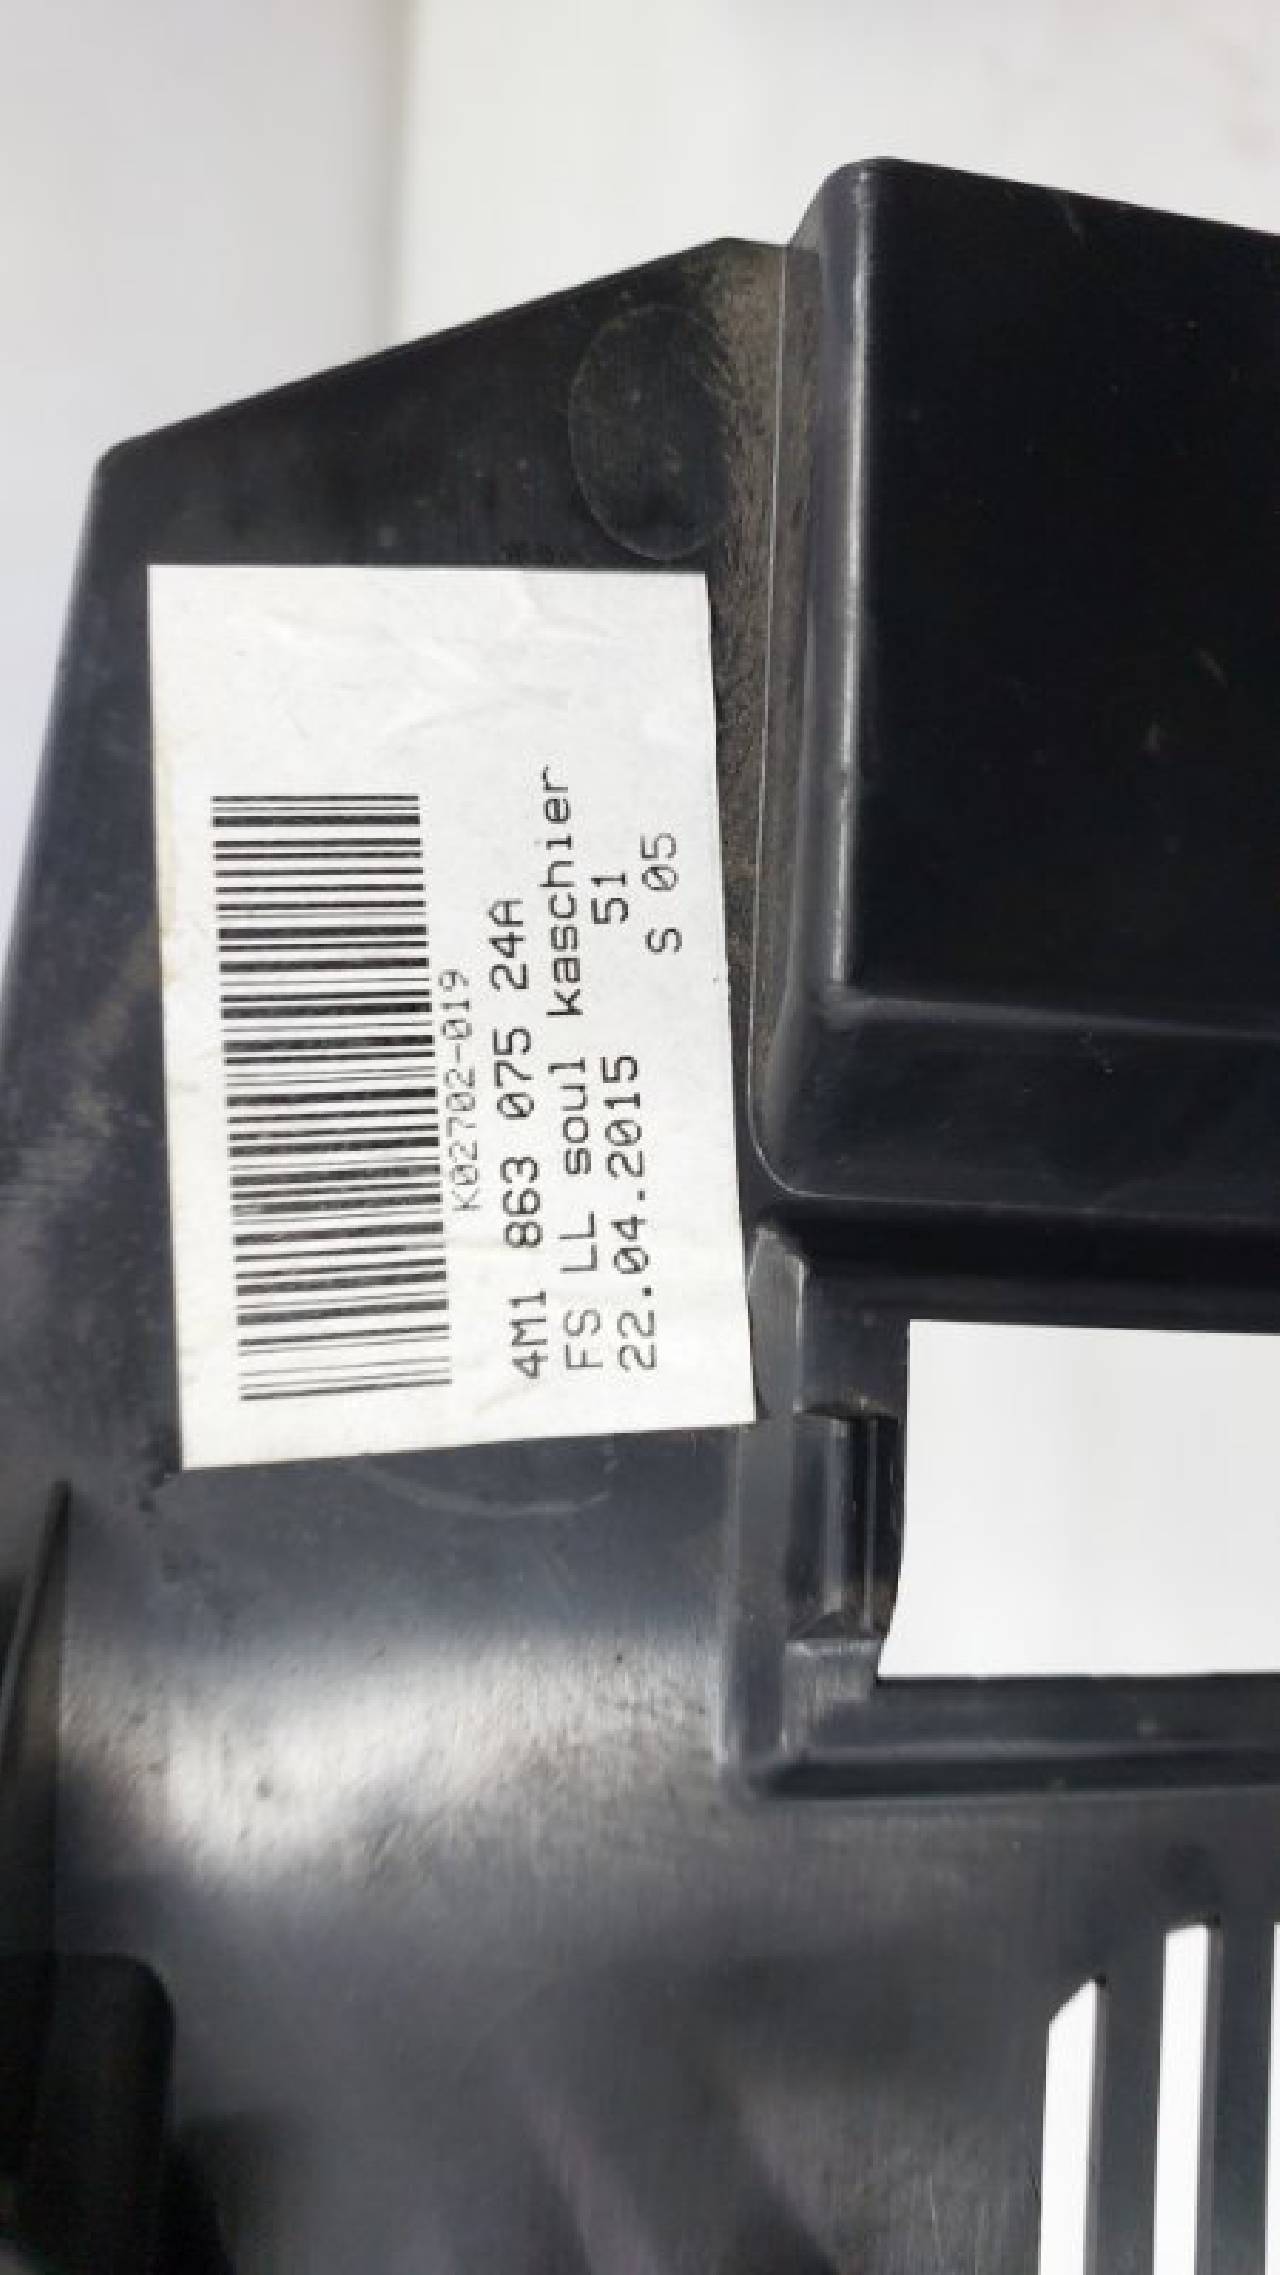 K02702-019
4M1 863 075 24A
FS LL soul kaschier
22.04.2015 51
S 05